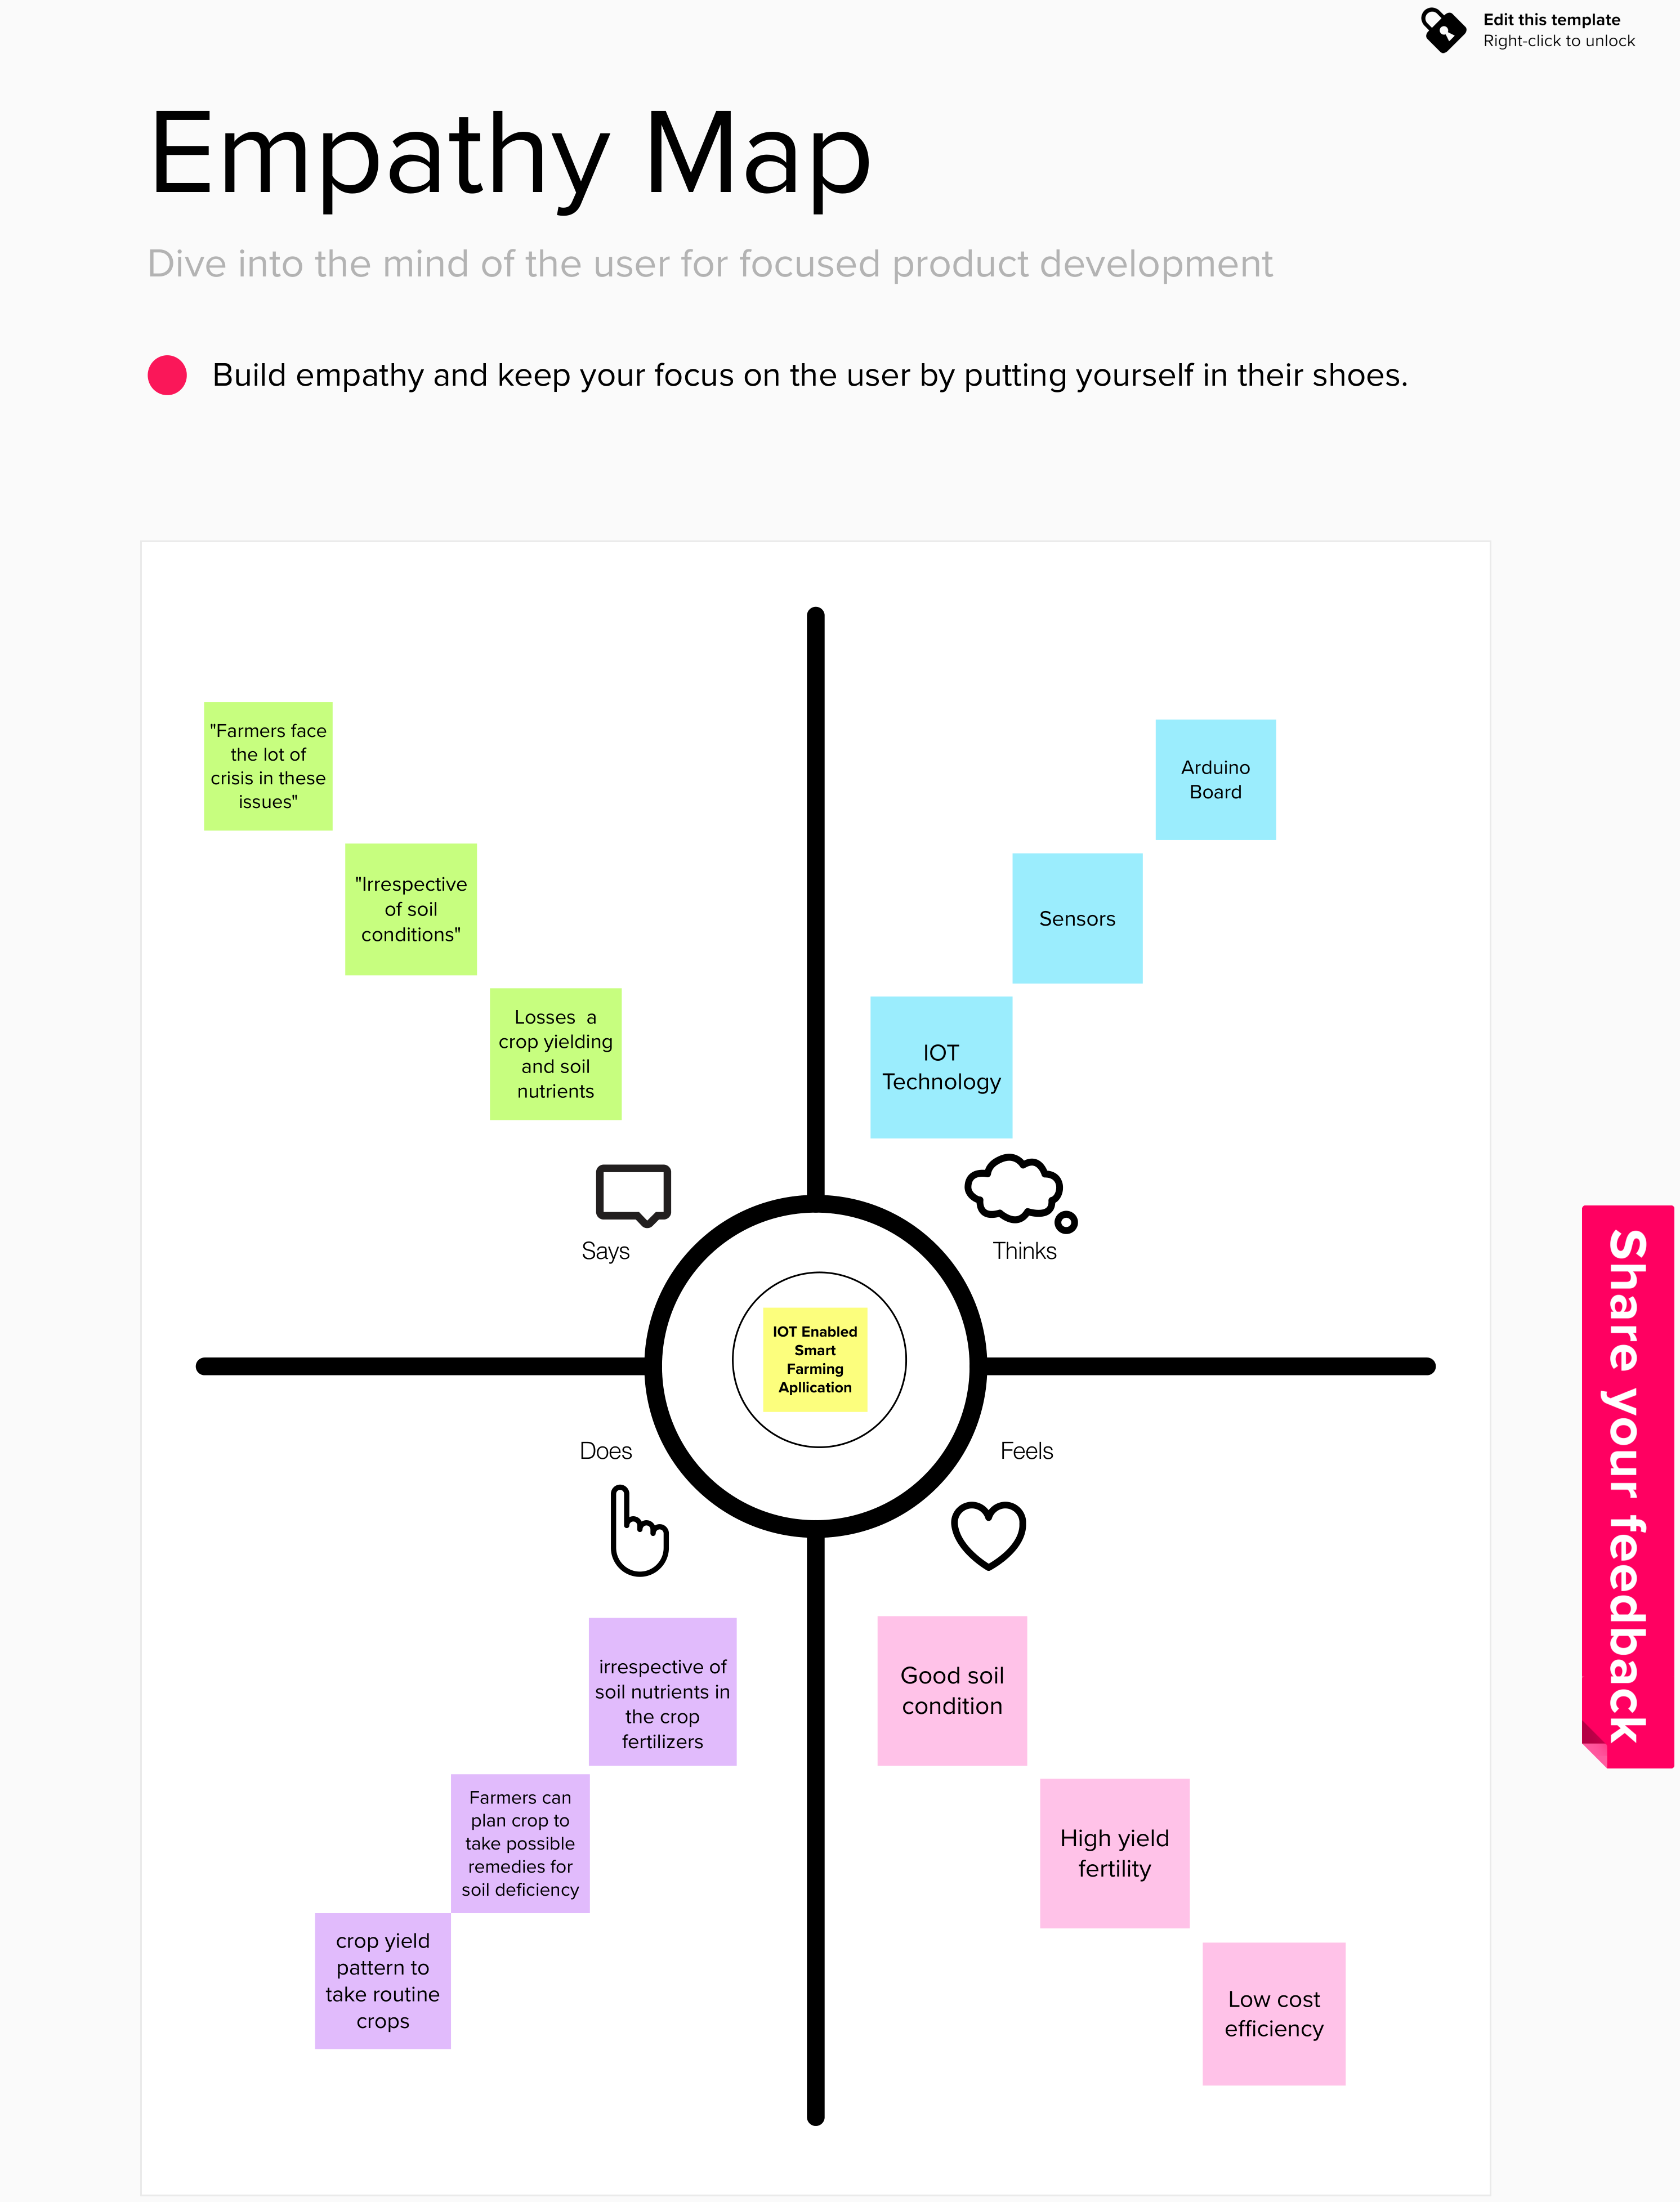 Edit this template
Right-click to unlock
Empathy Map
Dive into the mind of the user for focused product development
Build empathy and keep your focus on the user by putting yourself in their shoes.
"Farmers face
the lot of
crisis in these
issues"
"Irrespective
of soil
conditions"
Losses  a
crop yielding
and soil
nutrients
Says
Arduino
Board
Sensors
IOT
Technology
Thinks
IOT Enabled
Smart
Farming
Apllication
Does
irrespective of
soil nutrients in
the crop
fertilizers
Farmers can
plan crop to
take possible
remedies for
soil deficiency
crop yield
pattern to
take routine
crops
Feels
Good soil
condition
High yield
fertility
Low cost
efficiency
Share your feedback